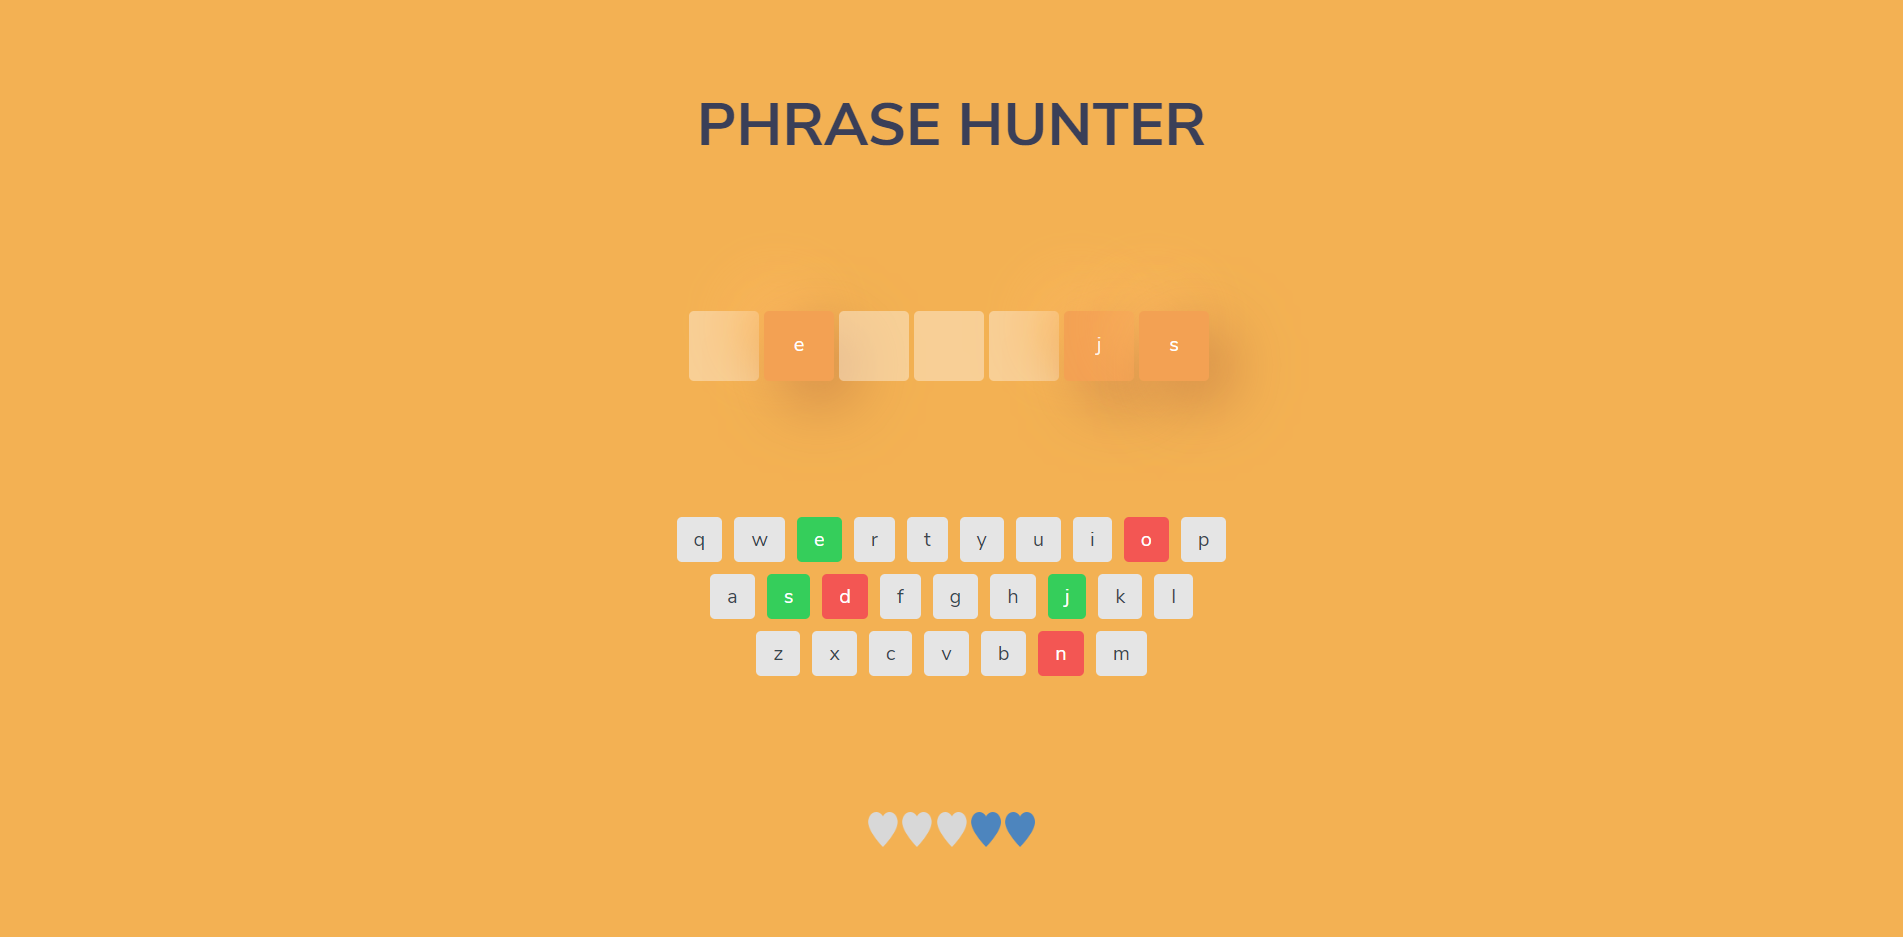 PHRASE HUNTER
e j s
q w e r t y u i o p
a s d f g h j k l
z x c v b n m